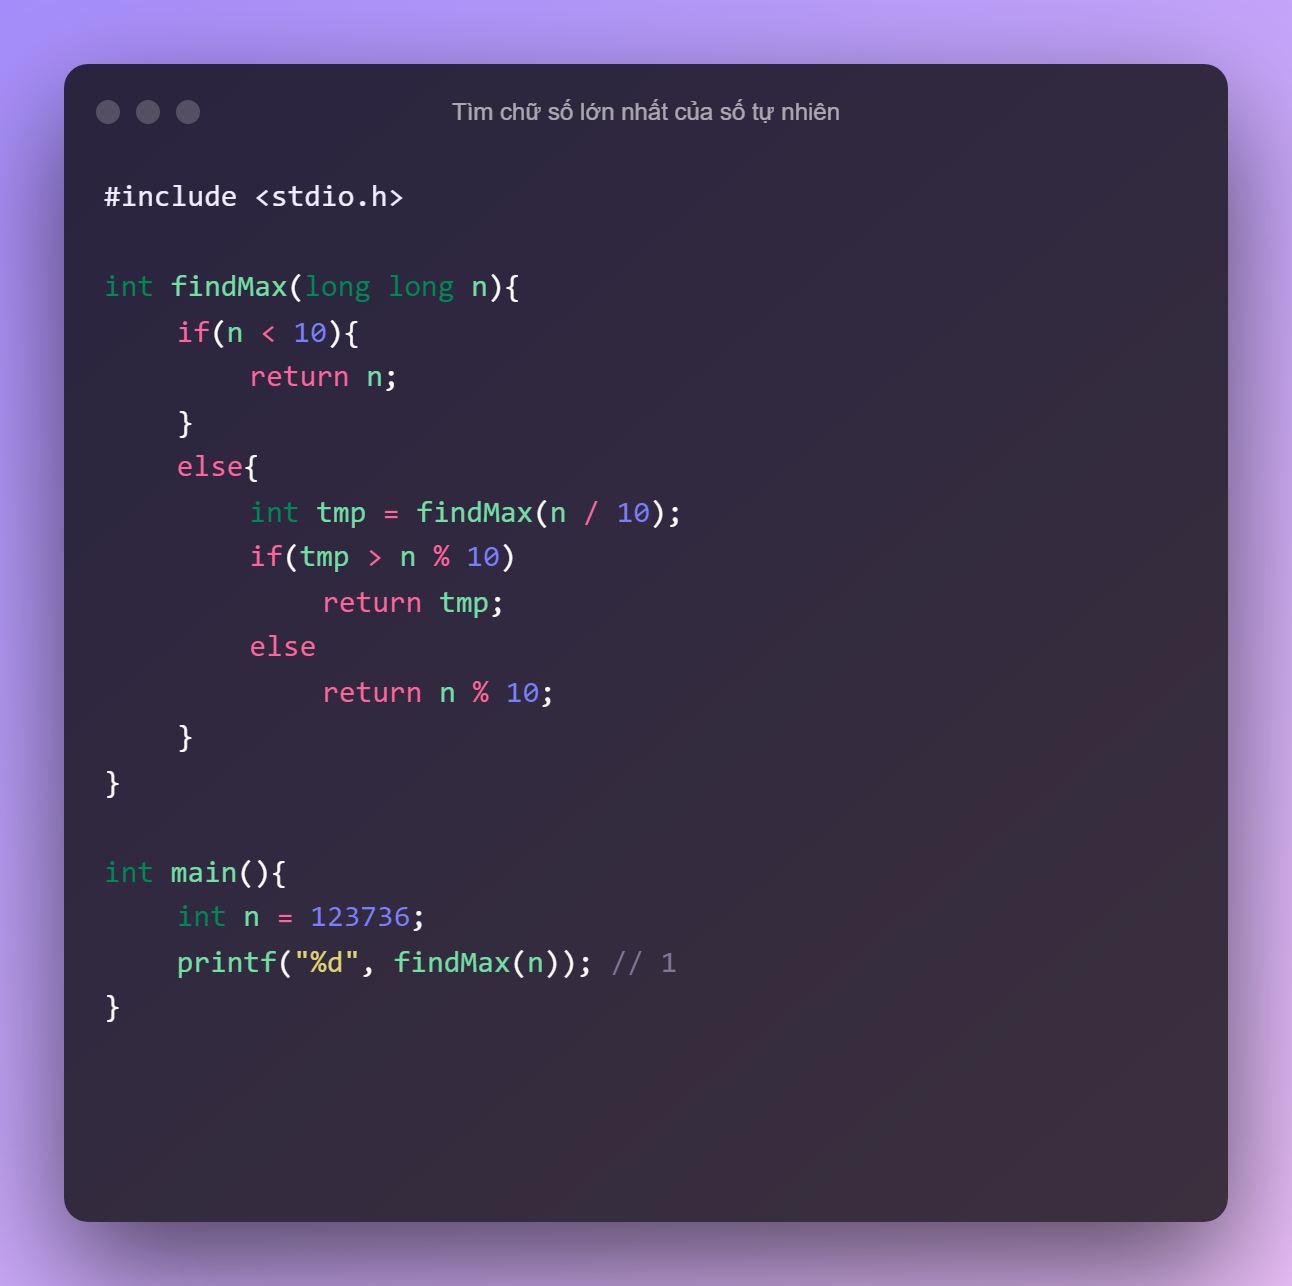 Tìm chữ số lớn nhất của số tự nhiên
#include <stdio.h>
int findMax(long long n){
if(n < 10){
return n;
}
else{
int tmp = findMax(n / 10);
if(tmp > n % 10)
return tmp;
else
return n % 10;
}
}
int main(){
int n = 123736;
printf("%d", findMax(n)); // 1
}